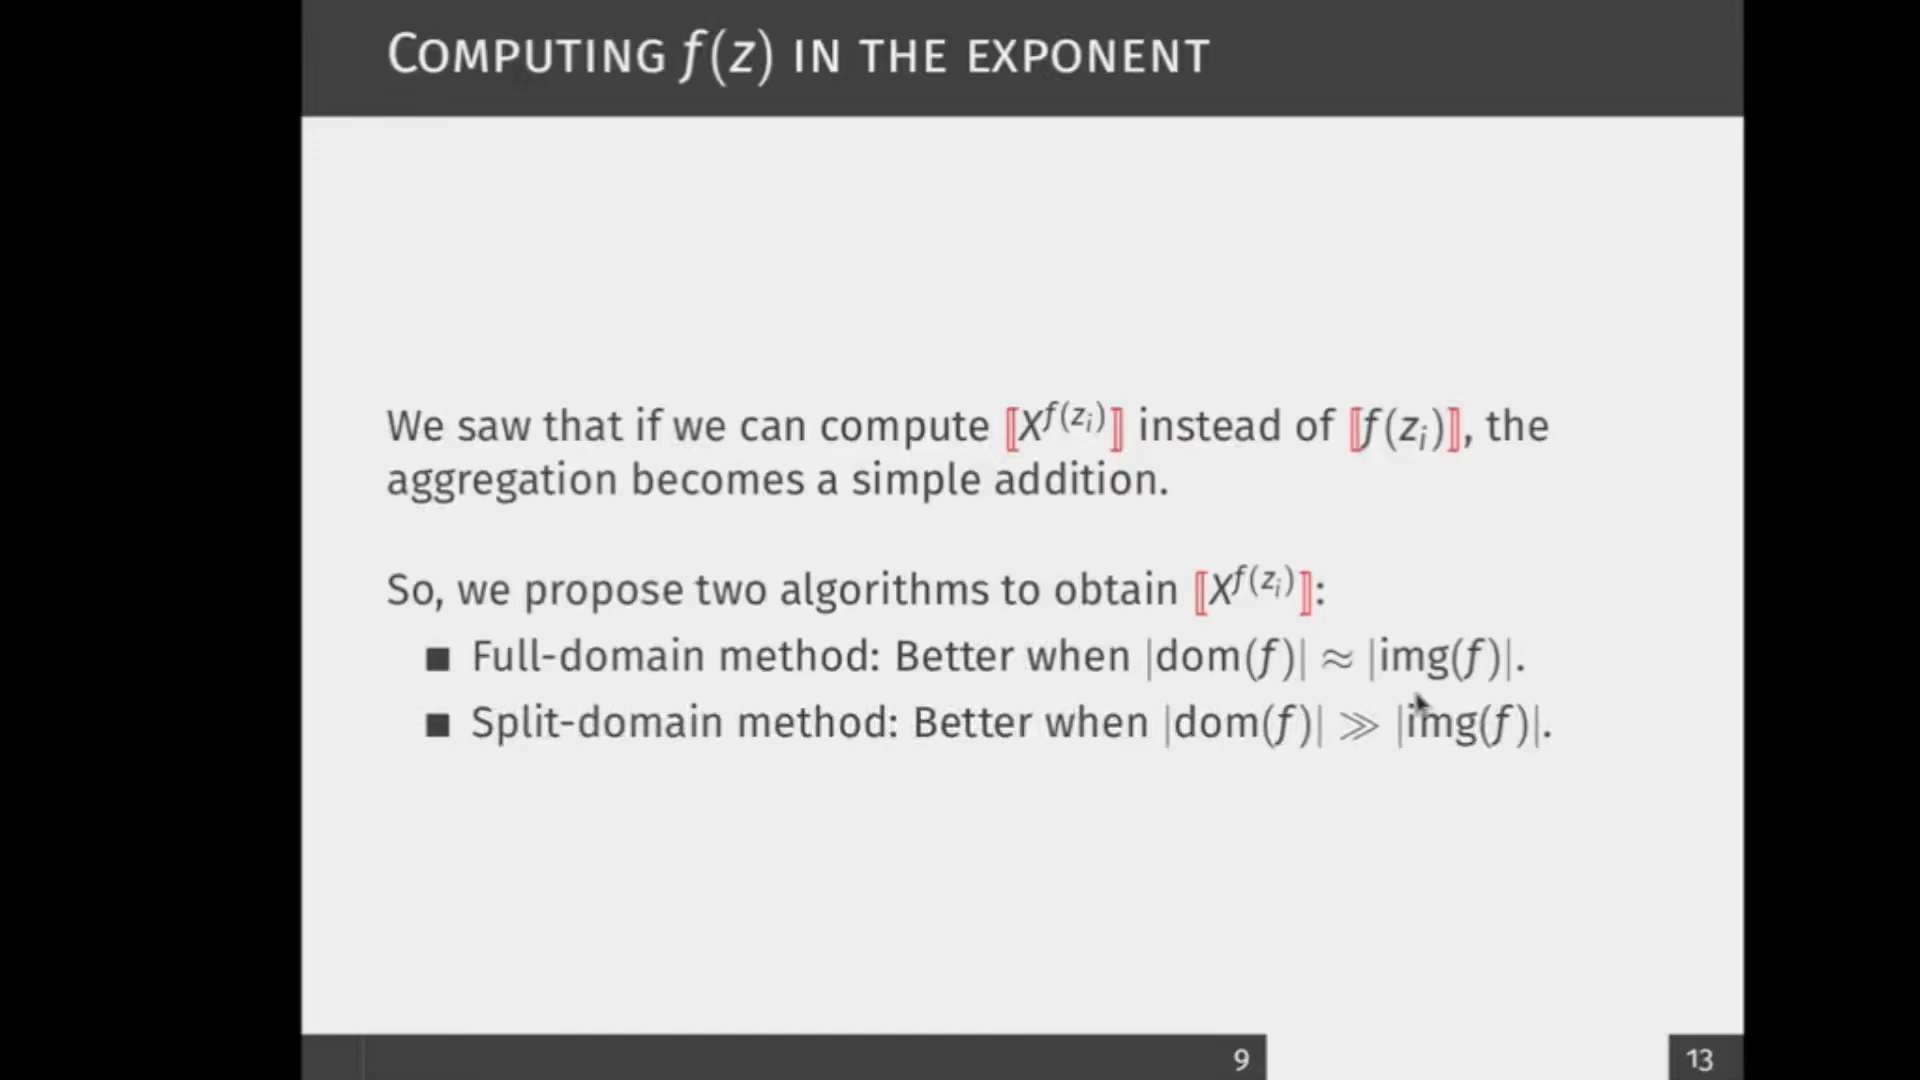 COMPUTING f(z) IN THE EXPONENT
We saw that if we can compute ⟦X^{f(z_i)}⟧ instead of ⟦f(z_i)⟧, the
aggregation becomes a simple addition.
So, we propose two algorithms to obtain ⟦X^{f(z_i)}⟧:
■ Full-domain method: Better when |dom(f)| ≈ |img(f)|.
■ Split-domain method: Better when |dom(f)| ≫ |img(f)|.
9 13